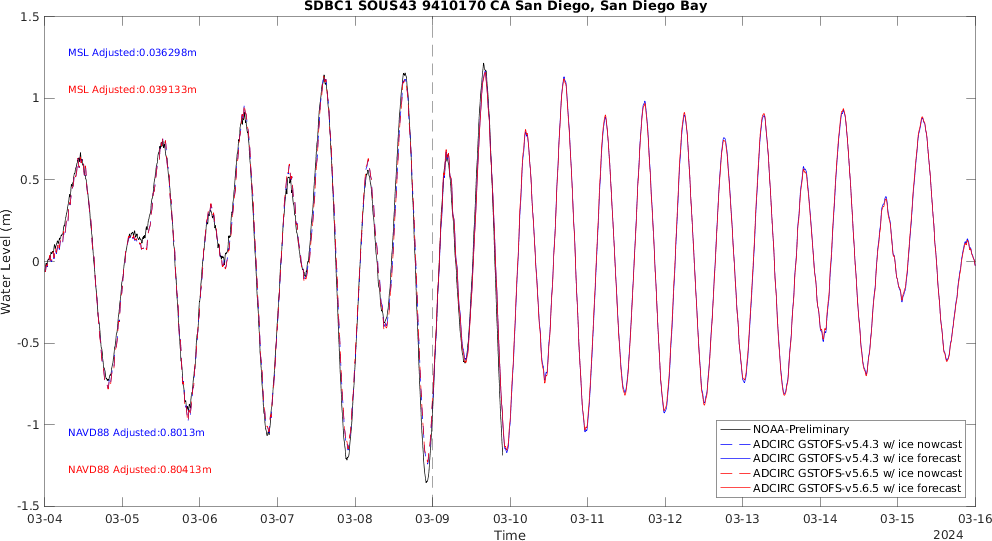 SDBC1 SOUS43 9410170 CA San Diego, San Diego Bay
1.5
1
0.5
0
-0.5
-1
-1.5
Water Level (m)
MSL Adjusted:0.036298m
MSL Adjusted:0.039133m
NAVD88 Adjusted:0.8013m
NAVD88 Adjusted:0.80413m
NOAA-Preliminary
ADCIRC GSTOFS-v5.4.3 w/ ice nowcast
ADCIRC GSTOFS-v5.4.3 w/ ice forecast
ADCIRC GSTOFS-v5.6.5 w/ ice nowcast
ADCIRC GSTOFS-v5.6.5 w/ ice forecast
03-04 03-05 03-06 03-07 03-08 03-09 03-10 03-11 03-12 03-13 03-14 03-15 03-16
Time
2024